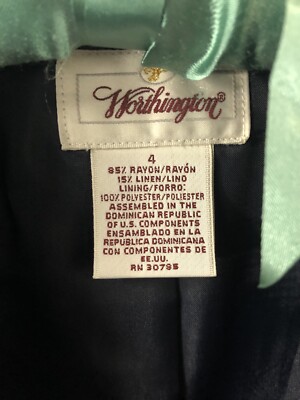 Worthington®
4
85% RAYON/RAYÓN
15% LINEN/LINO
LINING/FORRO:
100% POLYESTER/POLIESTER
ASSEMBLED IN THE
DOMINICAN REPUBLIC
OF U.S. COMPONENTS
ENSAMBLADO EN LA
REPUBLICA DOMINICANA
CON COMPONENTES DE
EE.UU.
RN 30795